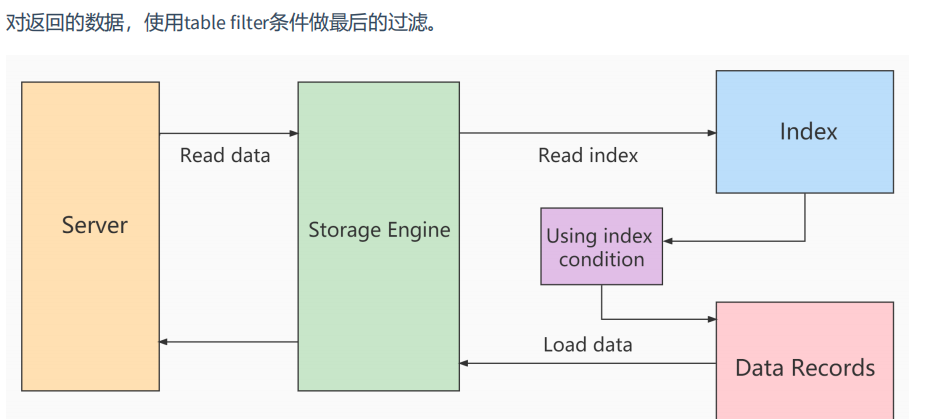 对返回的数据，使用table filter条件做最后的过滤。
Server
Read data
Storage Engine
Read index
Index
Using index
condition
Load data
Data Records